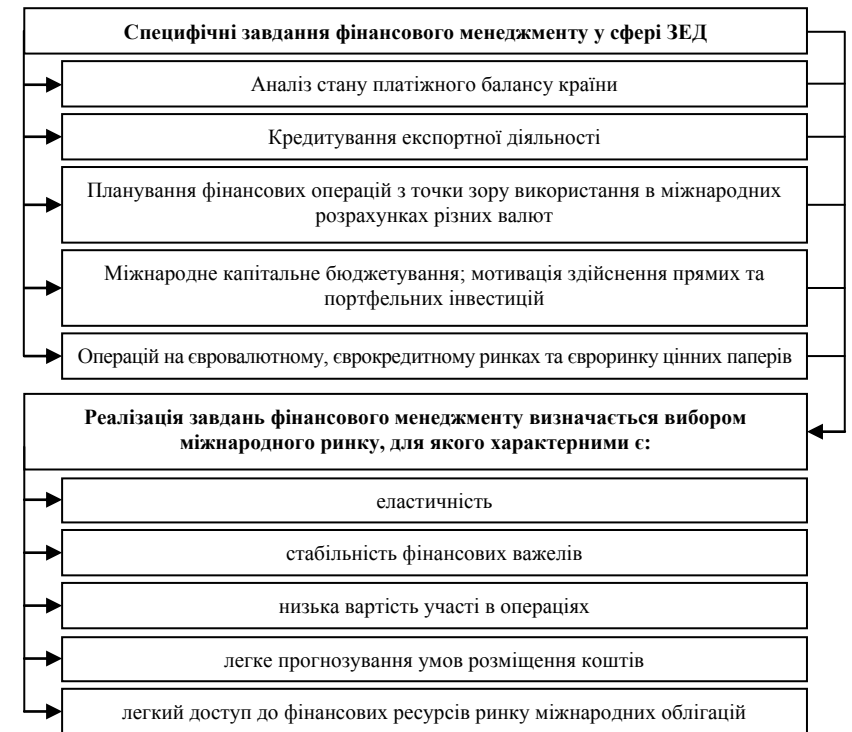 Специфічні завдання фінансового менеджменту у сфері ЗЕД
Аналіз стану платіжного балансу країни
Кредитування експортної діяльності
Планування фінансових операцій з точки зору використання в міжнародних
розрахунках різних валют
Міжнародне капітальне бюджетування; мотивація здійснення прямих та
портфельних інвестицій
Операцій на євровалютному, єврокредитному ринках та євроринку цінних паперів
Реалізація завдань фінансового менеджменту визначається вибором
міжнародного ринку, для якого характерними є:
еластичність
стабільність фінансових важелів
низька вартість участі в операціях
легке прогнозування умов розміщення коштів
легкий доступ до фінансових ресурсів ринку міжнародних облігацій